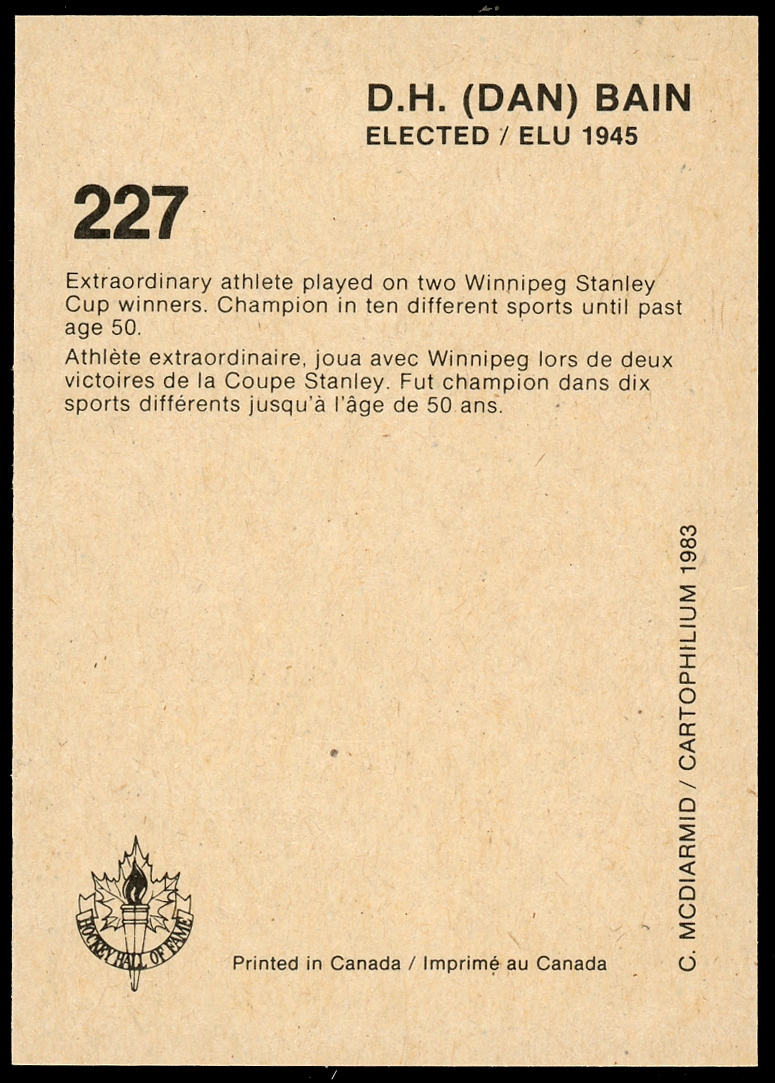 D.H. (DAN) BAIN
ELECTED / ELU 1945
227
Extraordinary athlete played on two Winnipeg Stanley
Cup winners. Champion in ten different sports until past
age 50.
Athlète extraordinaire, joua avec Winnipeg lors de deux
victoires de la Coupe Stanley. Fut champion dans dix
sports différents jusqu'à l'âge de 50 ans.
C. MCDIARMID / CARTOPHILIUM 1983
HOCKEY HALL OF FAME
Printed in Canada / Imprimé au Canada